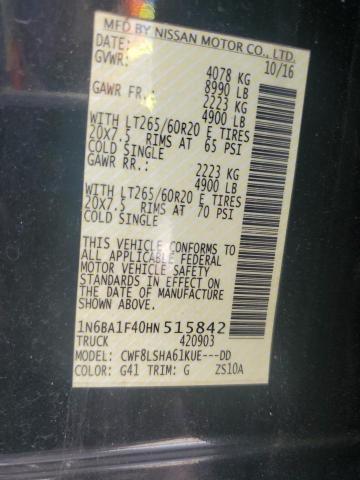 MFD BY NISSAN MOTOR CO., LTD.
DATE: 10/16
GVWR: 4078 KG
8990 LB
GAWR FR.: 2223 KG
4900 LB
WITH LT265/60R20 E TIRES
20X7.5 RIMS AT 65 PSI
COLD SINGLE
GAWR RR.: 2223 KG
4900 LB
WITH LT265/60R20 E TIRES
20X7.5 RIMS AT 70 PSI
COLD SINGLE
THIS VEHICLE CONFORMS TO
ALL APPLICABLE FEDERAL
MOTOR VEHICLE SAFETY
STANDARDS IN EFFECT ON THE
DATE OF MANUFACTURE
SHOWN ABOVE.
1N6BA1F40HN515842
TRUCK 420903
MODEL: CWF8LSHA61KUE---DD
COLOR: G41 TRIM: G ZS10A